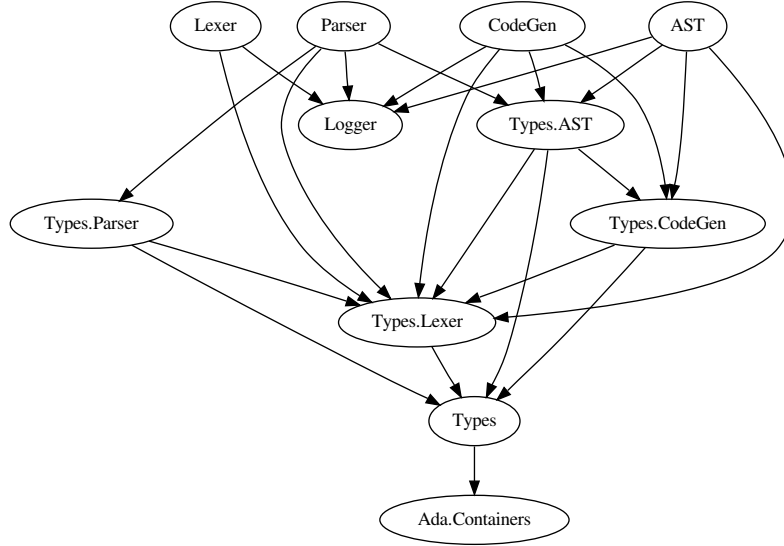 Lexer
Parser
CodeGen
AST
Logger
Types.AST
Types.Parser
Types.CodeGen
Types.Lexer
Types
Ada.Containers